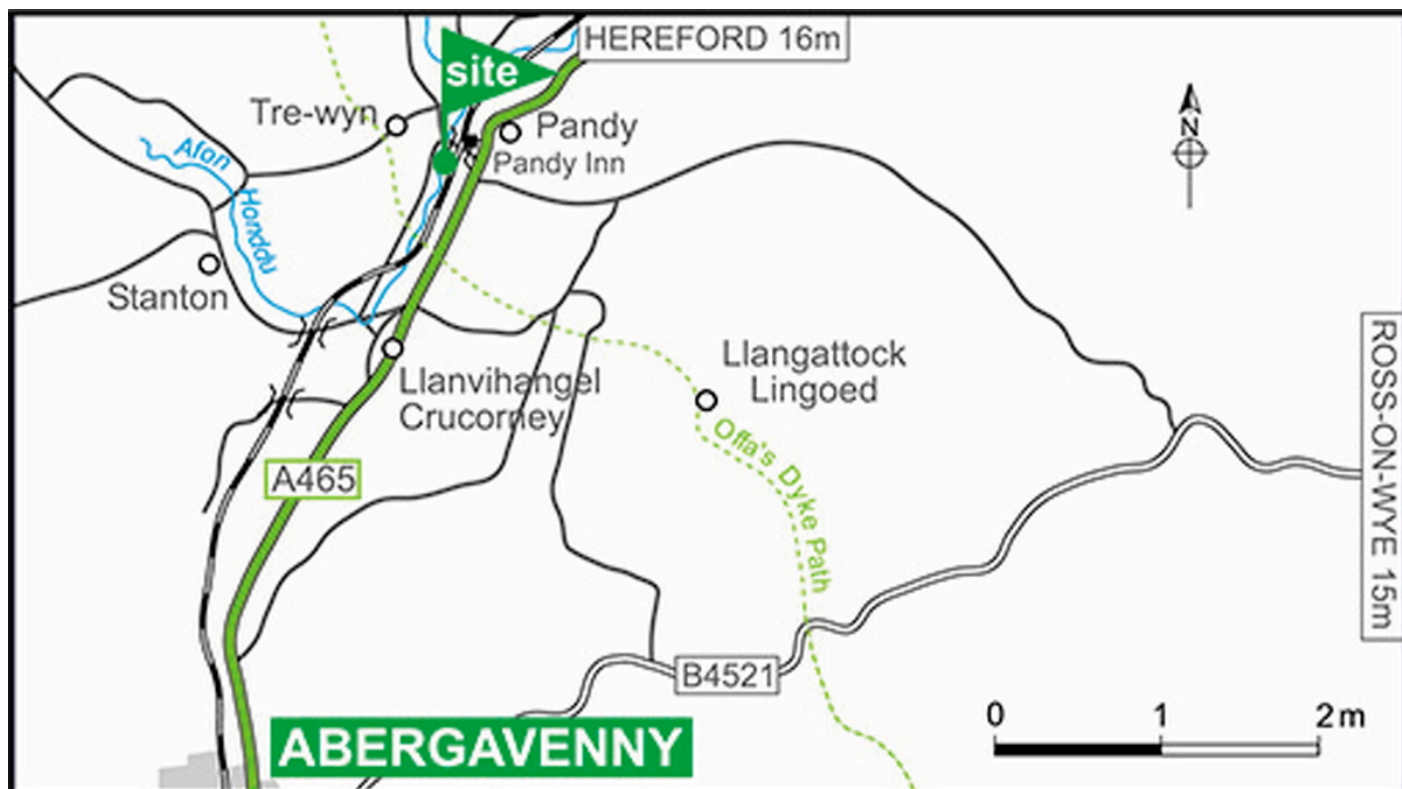 HEREFORD 16m
site
Tre-wyn
Pandy
Pandy Inn
N
Afon
Honddu
Stanton
Llanvihangel
Crucorney
Llangattock
Lingoed
Offa's Dyke Path
ROSS-ON-WYE 15m
A465
B4521
ABERGAVENNY
0 1 2m